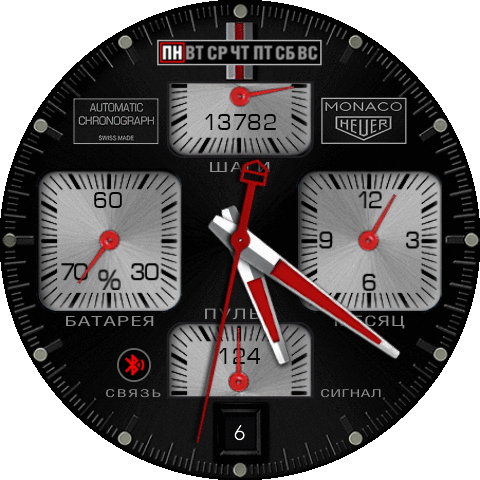 ПН ВТ СР ЧТ ПТ СБ ВС
AUTOMATIC
CHRONOGRAPH
SWISS MADE
MONACO
HEUER
13782
ШАГИ
60
70 % 30
12
9 3
6
БАТАРЕЯ
ПУЛЬС
МЕСЯЦ
124
СВЯЗЬ
СИГНАЛ
6